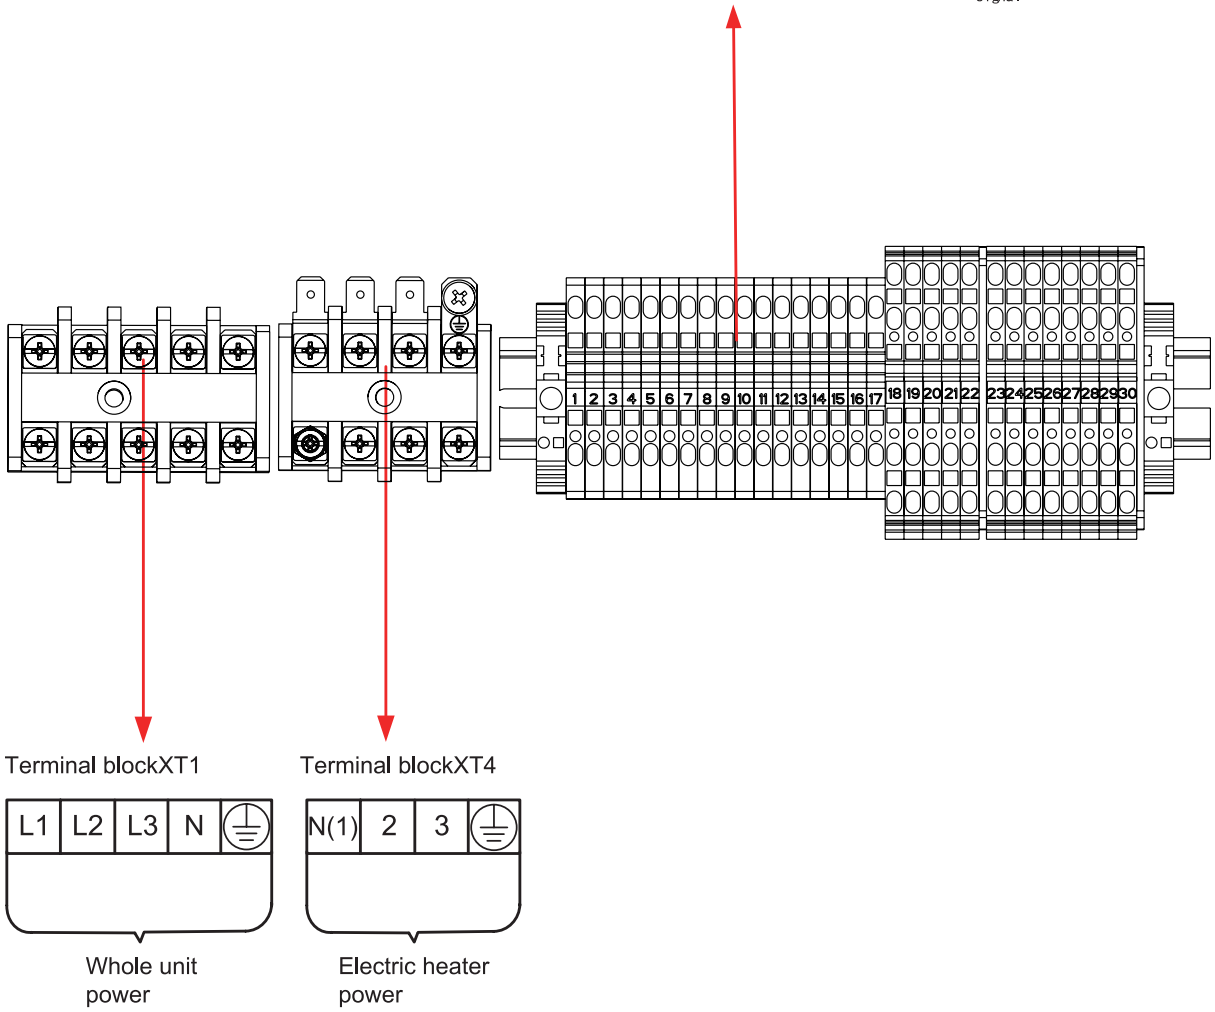 1 2 3 4 5 6 7 8 9 10 11 12 13 14 15 16 17 18 19 20 21 22 23 24 25 26 27 28 29 30
Terminal blockXT1
Terminal blockXT4
L1 L2 L3 N
N(1) 2 3
Whole unit
power
Electric heater
power